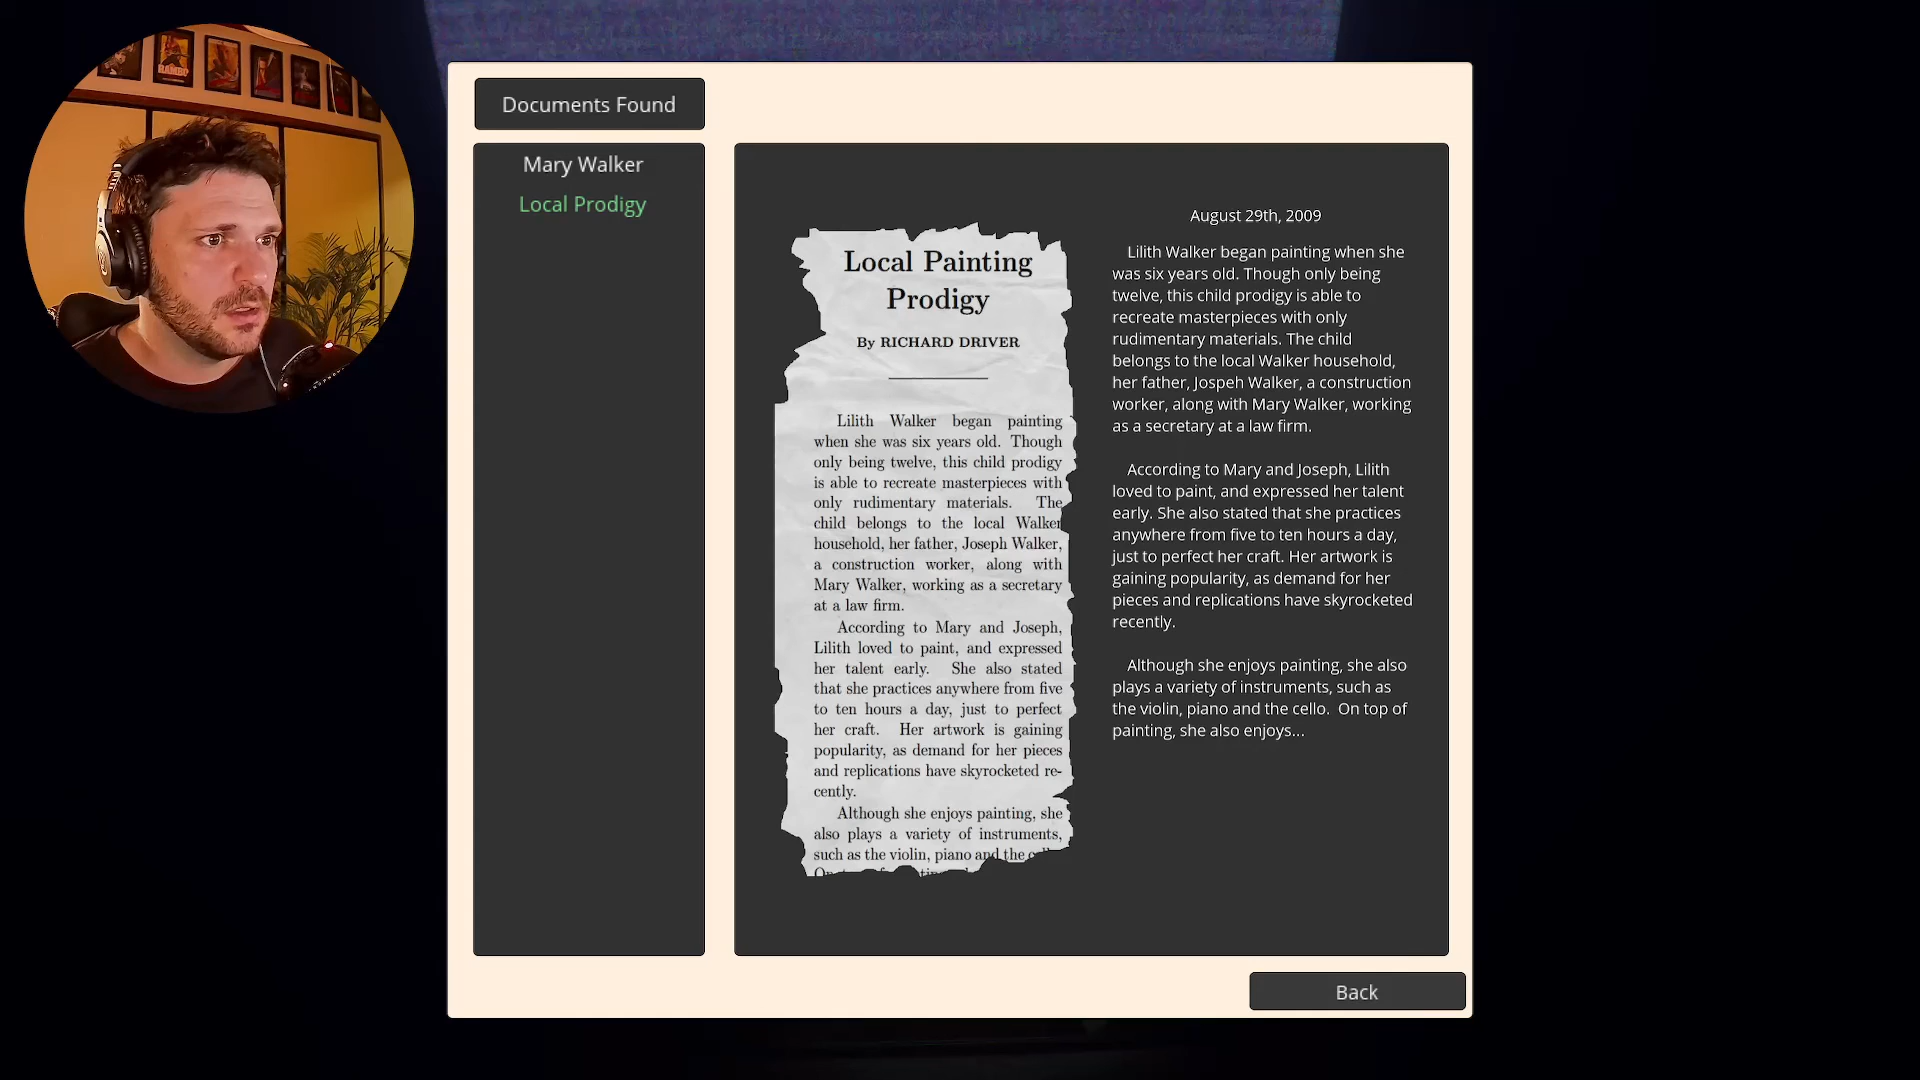 Documents Found
Mary Walker
Local Prodigy
Local Painting
Prodigy
By RICHARD DRIVER
Lilith Walker began painting
when she was six years old. Though
only being twelve, this child prodigy
is able to recreate masterpieces with
only rudimentary materials. The
child belongs to the local Walker
household, her father, Joseph Walker,
a construction worker, along with
Mary Walker, working as a secretary
at a law firm.
According to Mary and Joseph,
Lilith loved to paint, and expressed
her talent early. She also stated
that she practices anywhere from five
to ten hours a day, just to perfect
her craft. Her artwork is gaining
popularity, as demand for her pieces
and replications have skyrocketed re-
cently.
Although she enjoys painting, she
also plays a variety of instruments,
such as the violin, piano and the
August 29th, 2009
Lilith Walker began painting when she
was six years old. Though only being
twelve, this child prodigy is able to
recreate masterpieces with only
rudimentary materials. The child
belongs to the local Walker household,
her father, Jospeh Walker, a construction
worker, along with Mary Walker, working
as a secretary at a law firm.
According to Mary and Joseph, Lilith
loved to paint, and expressed her talent
early. She also stated that she practices
anywhere from five to ten hours a day,
just to perfect her craft. Her artwork is
gaining popularity, as demand for her
pieces and replications have skyrocketed
recently.
Although she enjoys painting, she also
plays a variety of instruments, such as
the violin, piano and the cello. On top of
painting, she also enjoys...
Back